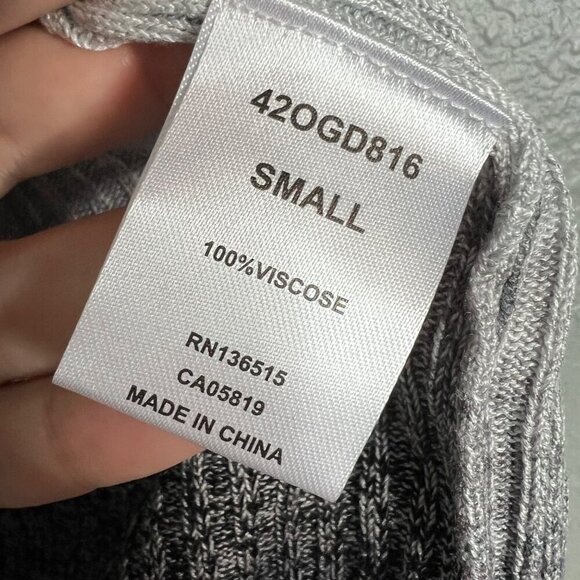 42OGD816
SMALL
100%VISCOSE
RN136515
CA05819
MADE IN CHINA